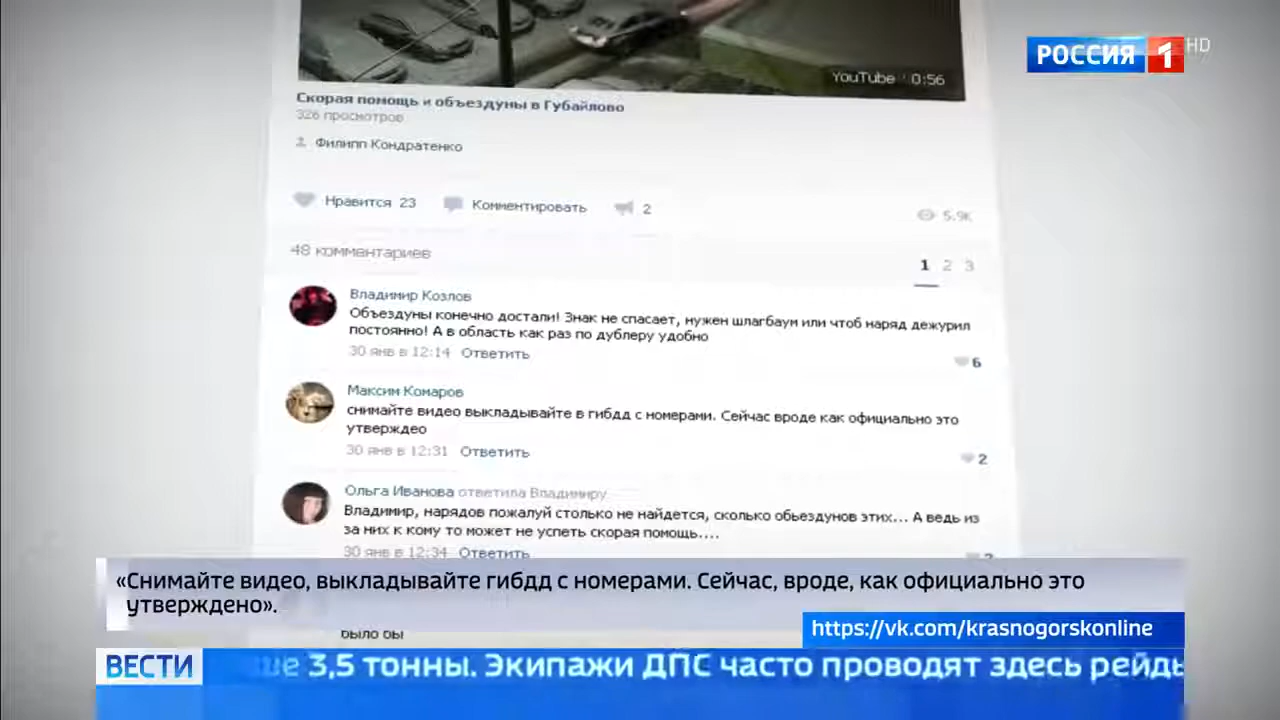 РОССИЯ 1 HD
YouTube · 0:56
Скорая помощь и объездуны в Губайлово
326 просмотров
Филипп Кондратенко
Нравится 23 Комментировать 2 5.9K
48 комментариев 1 2 3
Владимир Козлов
Объездуны конечно достали! Знак не спасает, нужен шлагбаум или чтоб наряд дежурил
постоянно! А в область как раз по дублеру удобно
30 янв в 12:14 Ответить 6
Максим Комаров
снимайте видео выкладывайте в гибдд с номерами. Сейчас вроде как официально это
утверждео
30 янв в 12:31 Ответить 2
Ольга Иванова ответила Владимиру
Владимир, нарядов пожалуй столько не найдется, сколько обьездунов этих... А ведь из
за них к кому то может не успеть скорая помощь....
30 янв в 12:34 Ответить
«Снимайте видео, выкладывайте гибдд с номерами. Сейчас, вроде, как официально это
утверждено».
https://vk.com/krasnogorskonline
было бы
ВЕСТИ ше 3,5 тонны. Экипажи ДПС часто проводят здесь рейды